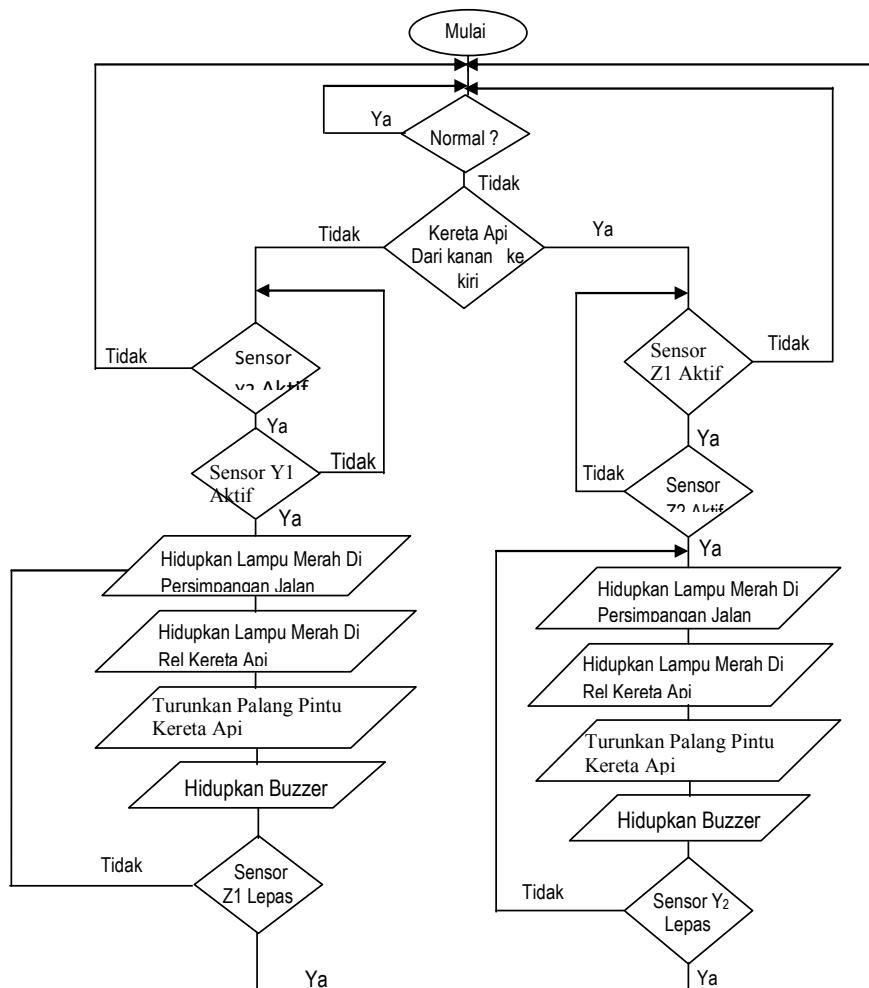 Mulai
Ya
Normal ?
Tidak
Tidak
Kereta Api
Dari kanan ke
kiri
Ya
Tidak
Sensor
Y2 Aktif
Ya
Sensor Y1
Aktif
Tidak
Ya
Hidupkan Lampu Merah Di
Persimpangan Jalan
Hidupkan Lampu Merah Di
Rel Kereta Api
Turunkan Palang Pintu
Kereta Api
Hidupkan Buzzer
Tidak
Sensor
Z1 Lepas
Ya
Sensor
Z1 Aktif
Tidak
Ya
Tidak
Sensor
Z2 Aktif
Ya
Hidupkan Lampu Merah Di
Persimpangan Jalan
Hidupkan Lampu Merah Di
Rel Kereta Api
Turunkan Palang Pintu
Kereta Api
Hidupkan Buzzer
Tidak
Sensor Y₂
Lepas
Ya